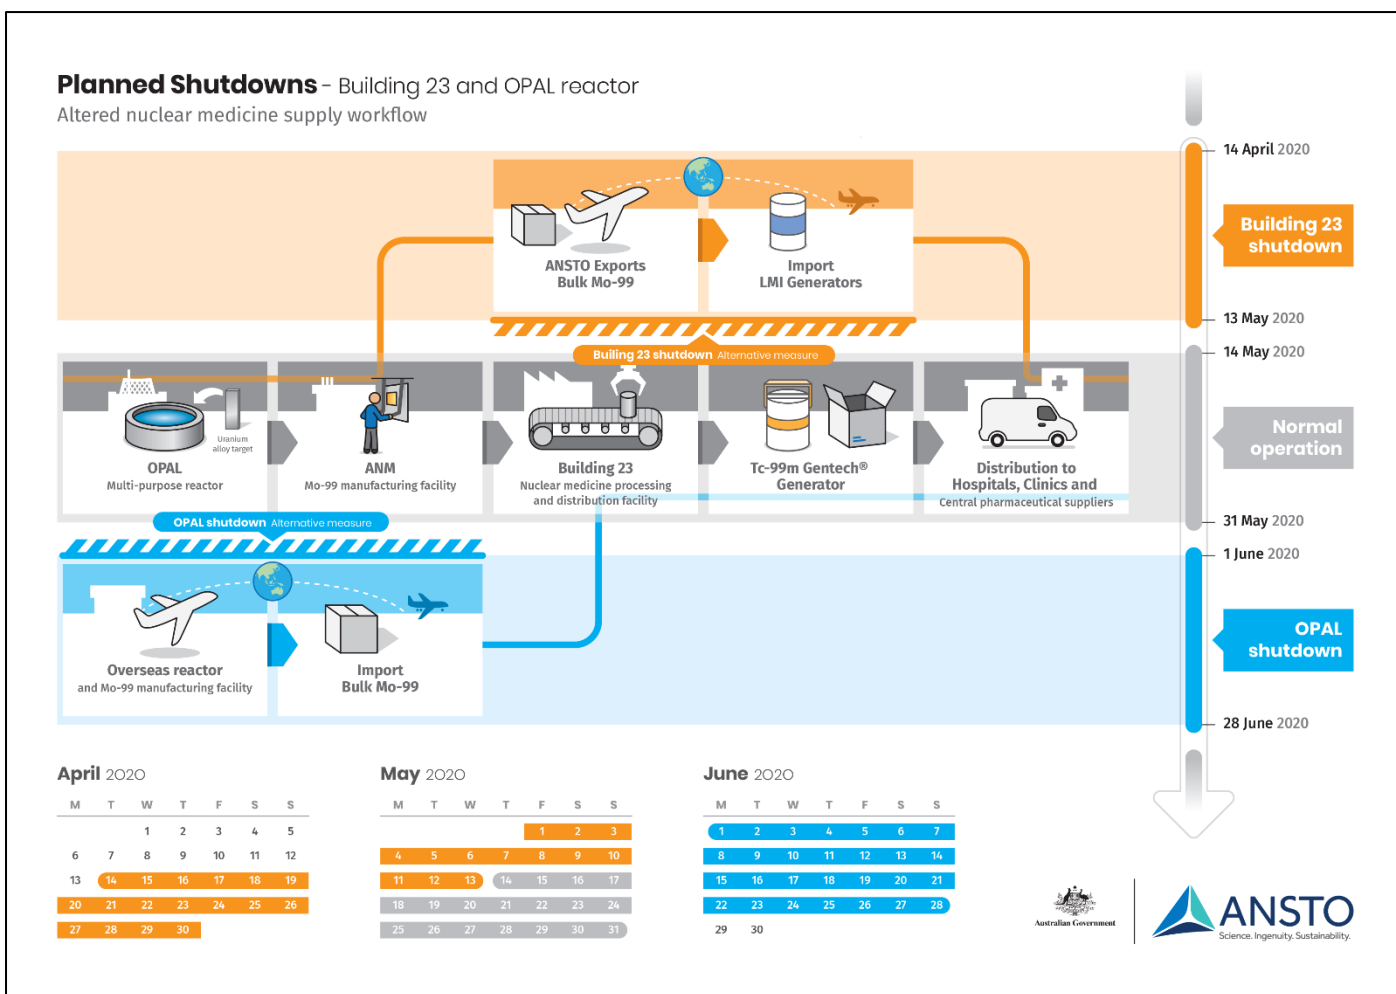 Planned Shutdowns - Building 23 and OPAL reactor
Altered nuclear medicine supply workflow
14 April 2020
Building 23
shutdown
13 May 2020
ANSTO Exports
Bulk Mo-99
Import
LMI Generators
Builing 23 shutdown Alternative measure
14 May 2020
Normal
operation
31 May 2020
Uranium
alloy target
OPAL
Multi-purpose reactor
ANM
Mo-99 manufacturing facility
Building 23
Nuclear medicine processing
and distribution facility
Tc-99m Gentech®
Generator
Distribution to
Hospitals, Clinics and
Central pharmaceutical suppliers
OPAL shutdown Alternative measure
1 June 2020
OPAL
shutdown
28 June 2020
Overseas reactor
and Mo-99 manufacturing facility
Import
Bulk Mo-99
April 2020
M T W T F S S
1 2 3 4 5
6 7 8 9 10 11 12
13 14 15 16 17 18 19
20 21 22 23 24 25 26
27 28 29 30
May 2020
M T W T F S S
1 2 3
4 5 6 7 8 9 10
11 12 13 14 15 16 17
18 19 20 21 22 23 24
25 26 27 28 29 30 31
June 2020
M T W T F S S
1 2 3 4 5 6 7
8 9 10 11 12 13 14
15 16 17 18 19 20 21
22 23 24 25 26 27 28
29 30
Australian Government
ANSTO
Science. Ingenuity. Sustainability.